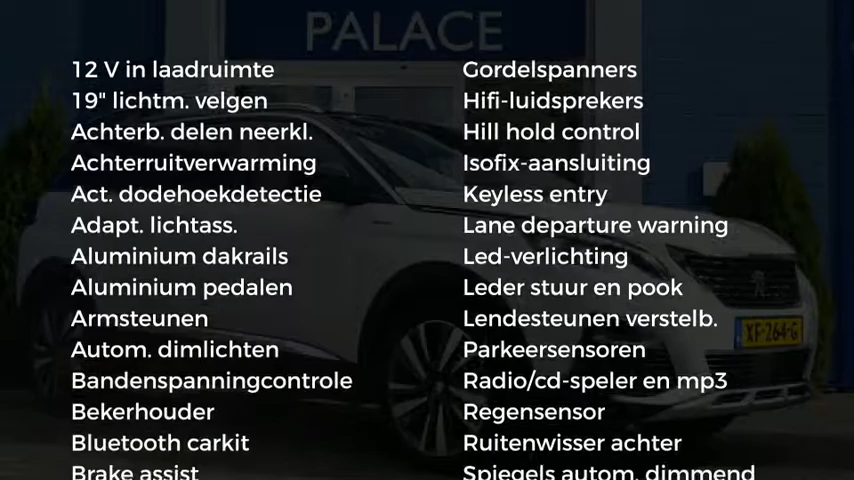 PALACE
12 V in laadruimte
19" lichtm. velgen
Achterb. delen neerkl.
Achterruitverwarming
Act. dodehoekdetectie
Adapt. lichtass.
Aluminium dakrails
Aluminium pedalen
Armsteunen
Autom. dimlichten
Bandenspanningcontrole
Bekerhouder
Bluetooth carkit
Brake assist
Gordelspanners
Hifi-luidsprekers
Hill hold control
Isofix-aansluiting
Keyless entry
Lane departure warning
Led-verlichting
Leder stuur en pook
Lendesteunen verstelb.
Parkeersensoren
Radio/cd-speler en mp3
Regensensor
Ruitenwisser achter
Spiegels autom. dimmend
XF-264-G